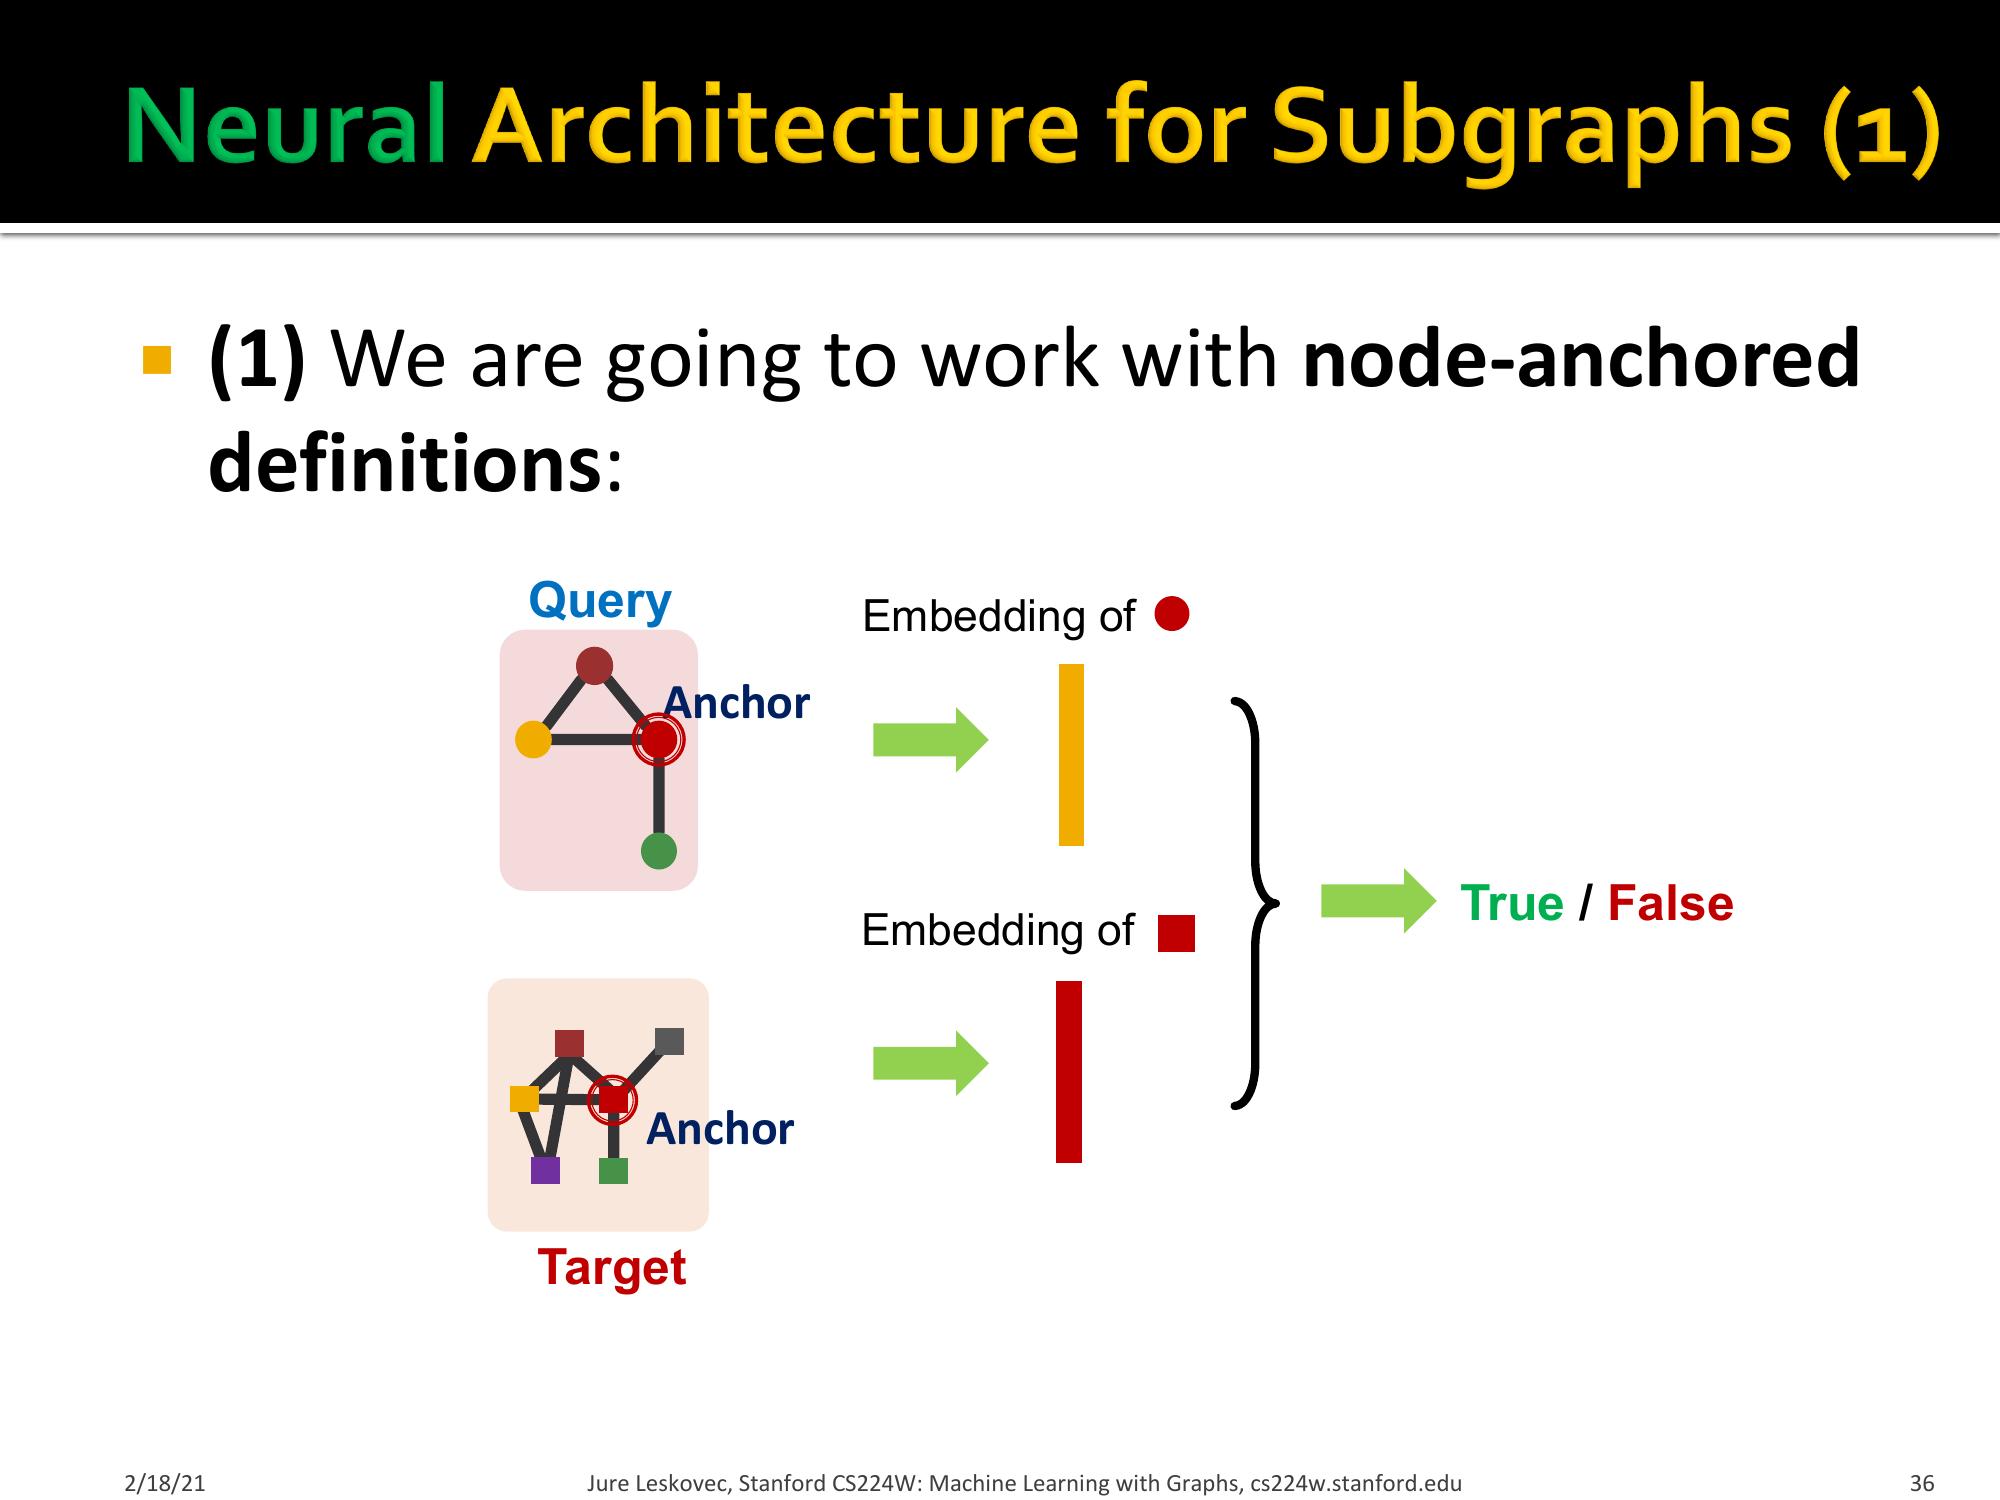 Neural Architecture for Subgraphs (1)
(1) We are going to work with node-anchored
definitions:
Query
Embedding of
Anchor
True / False
Embedding of
Anchor
Target
2/18/21
Jure Leskovec, Stanford CS224W: Machine Learning with Graphs, cs224w.stanford.edu
36